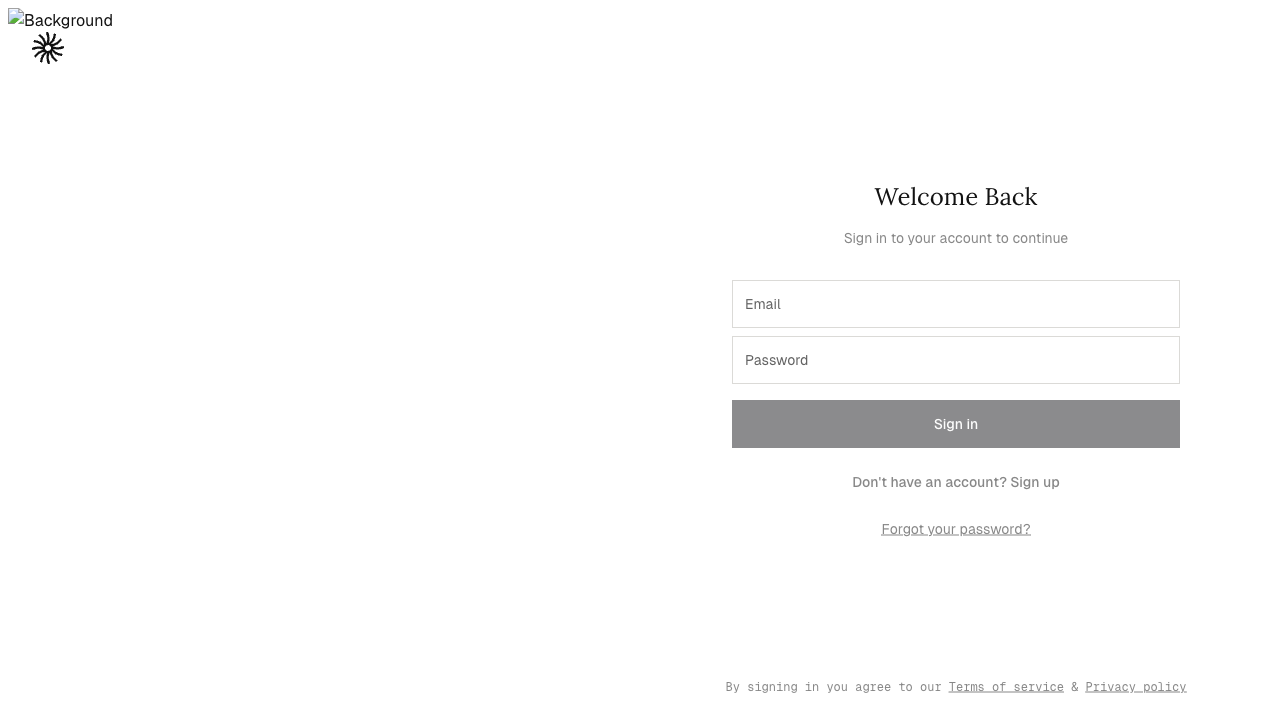 Background
Welcome Back
Sign in to your account to continue
Email
Password
Sign in
Don't have an account? Sign up
Forgot your password?
By signing in you agree to our Terms of service & Privacy policy